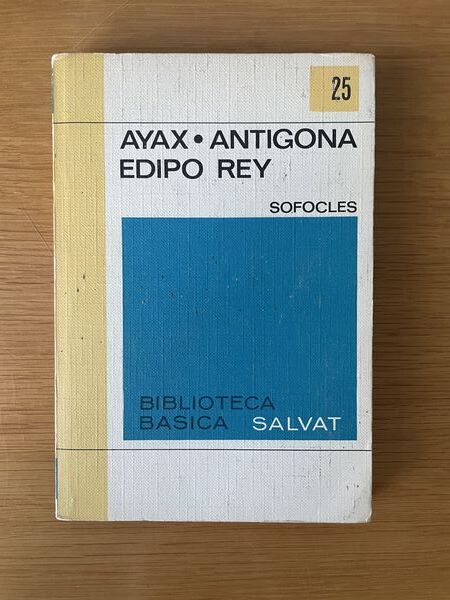 25
AYAX • ANTIGONA
EDIPO REY
SOFOCLES
BIBLIOTECA
BASICA SALVAT